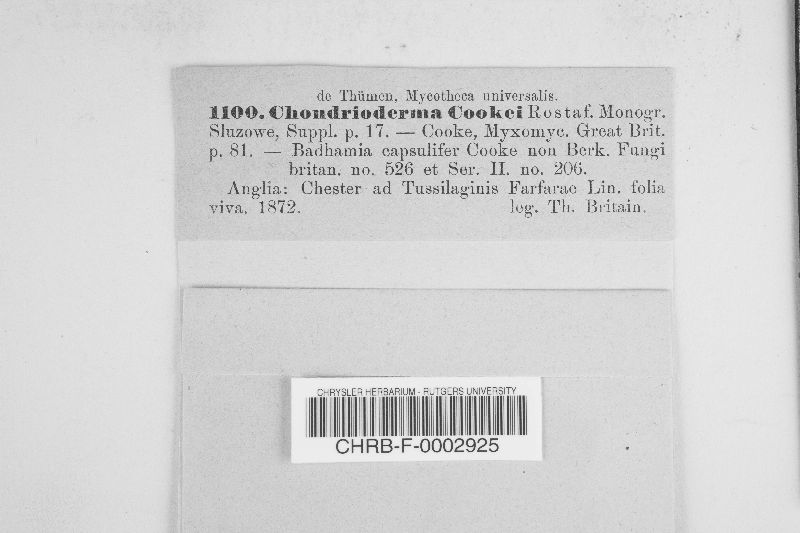 de Thümen, Mycotheca universalis.
1100. Chondrioderma Cookei Rostaf. Monogr.
Sluzowe, Suppl. p. 17. — Cooke, Myxomyc. Great Brit.
p. 81. — Badhamia capsulifer Cooke non Berk. Fungi
britan. no. 526 et Ser. II. no. 206.
Anglia: Chester ad Tussilaginis Farfarae Lin. folia
viva, 1872. leg. Th. Britain.
CHRYSLER HERBARIUM - RUTGERS UNIVERSITY
CHRB-F-0002925